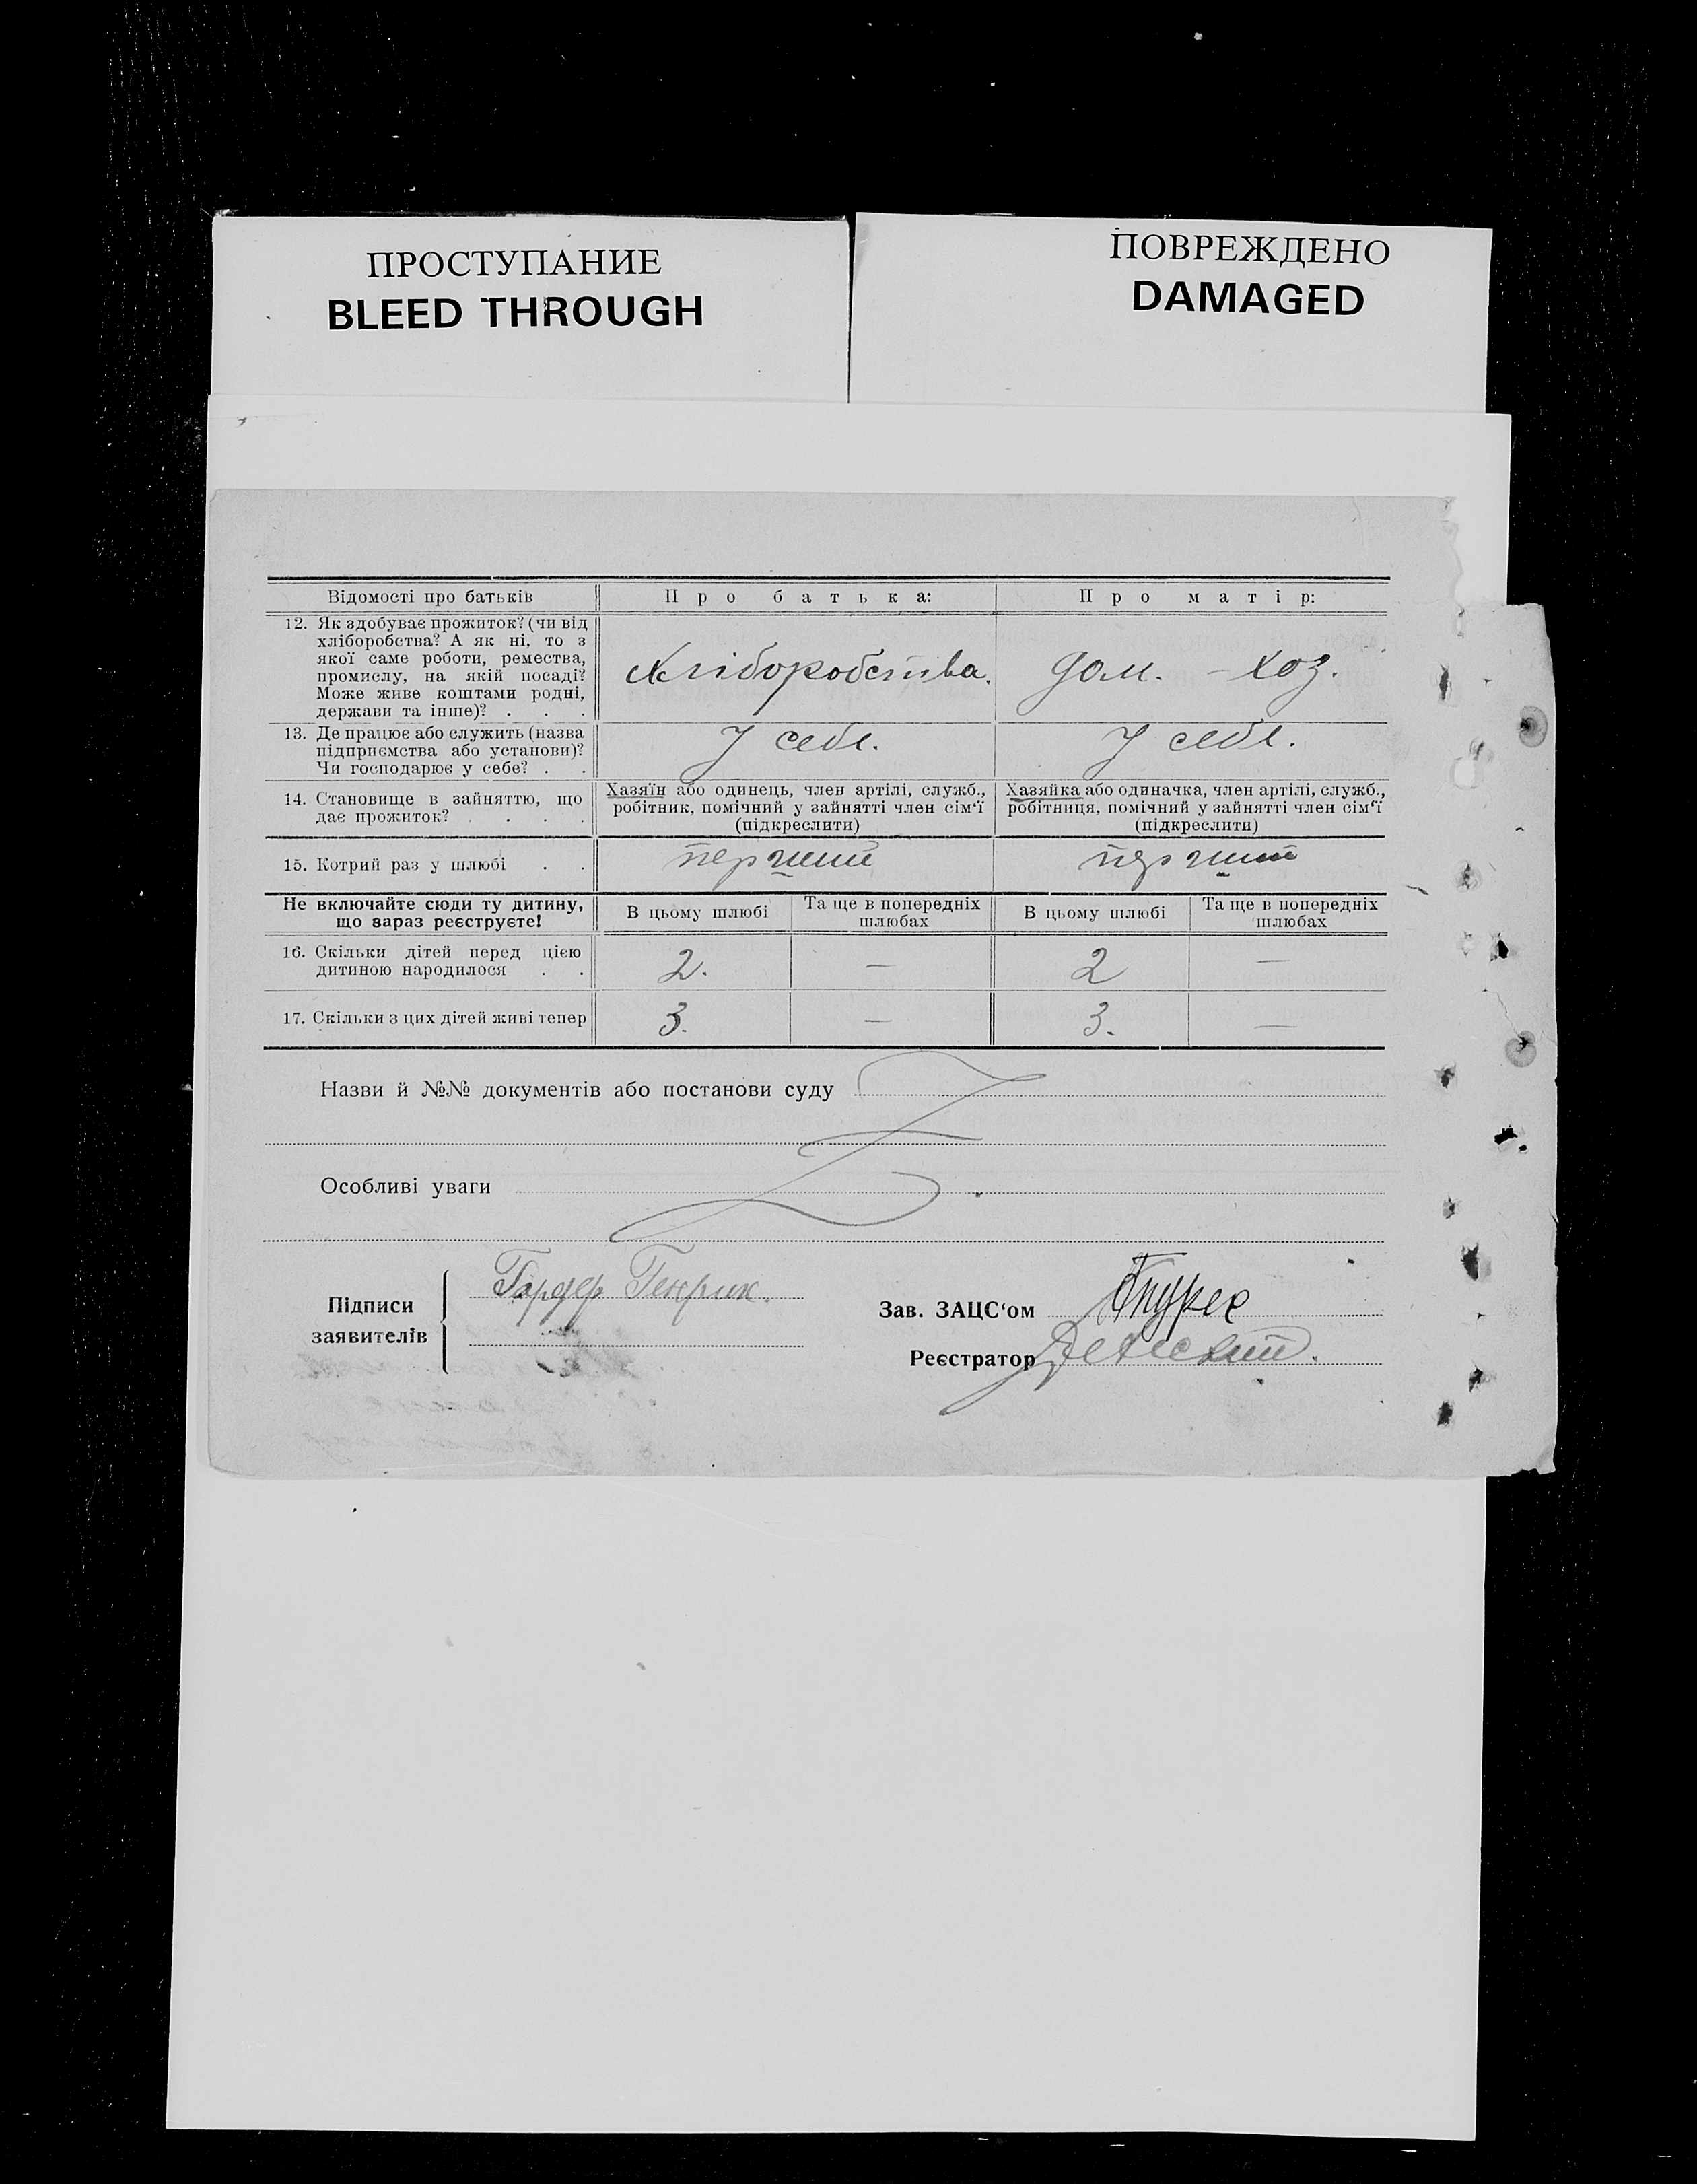 ПРОСТУПАНИЕ
BLEED THROUGH
ПОВРЕЖДЕНО
DAMAGED
Відомості про батьків
Про батька:
Про матір:
12. Як здобуває прожиток? (чи від
хліборобства? А як ні, то з
якої саме роботи, ремества,
промислу, на якій посаді?
Може живе коштами родні,
держави та інше)? . . .
Хліборобства.
дом. - хоз.
13. Де працює або служить (назва
підприємства або установи)?
Чи господарює у себе? . .
У себе.
У себе.
14. Становище в зайняттю, що
дає прожиток? . . . .
Хазяїн або одинець, член артілі, служб.,
робітник, помічний у зайнятті член сім'ї
(підкреслити)
Хазяйка або одиначка, член артілі, служб.,
робітниця, помічний у зайнятті член сім'ї
(підкреслити)
15. Котрий раз у шлюбі . .
перший
перший
Не включайте сюди ту дитину,
що зараз реєструєте!
В цьому шлюбі
Та ще в попередніх
шлюбах
В цьому шлюбі
Та ще в попередніх
шлюбах
16. Скільки дітей перед цією
дитиною народилося . .
2.
—
2
—
17. Скільки з цих дітей живі тепер
3.
—
3.
—
Назви й №№ документів або постанови суду
Особливі уваги
Підписи
заявителів
Гардер Генрик.
Зав. ЗАЦС'ом
Реєстратор